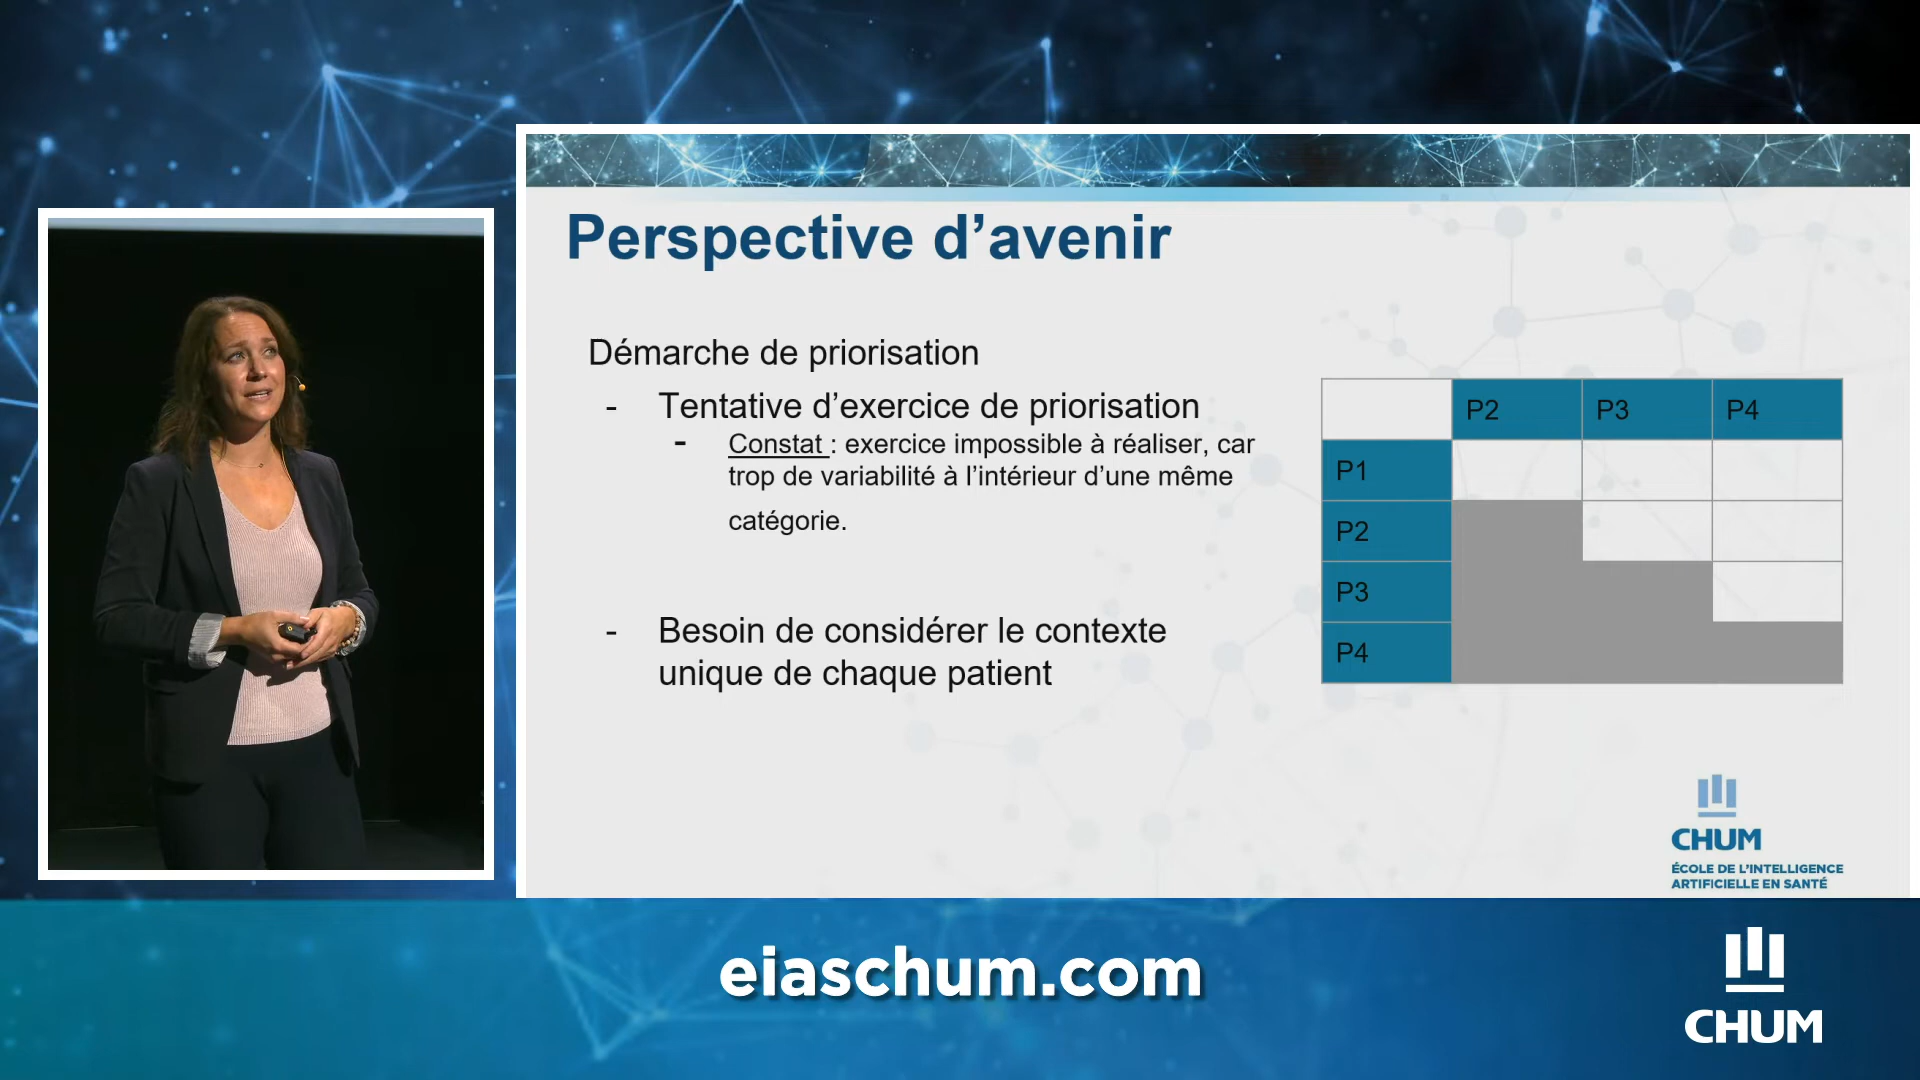 Perspective d’avenir
Démarche de priorisation
- Tentative d’exercice de priorisation
- Constat : exercice impossible à réaliser, car
trop de variabilité à l’intérieur d’une même
catégorie.
- Besoin de considérer le contexte
unique de chaque patient
P2 P3 P4
P1
P2
P3
P4
CHUM
ÉCOLE DE L’INTELLIGENCE
ARTIFICIELLE EN SANTÉ
eiaschum.com
CHUM